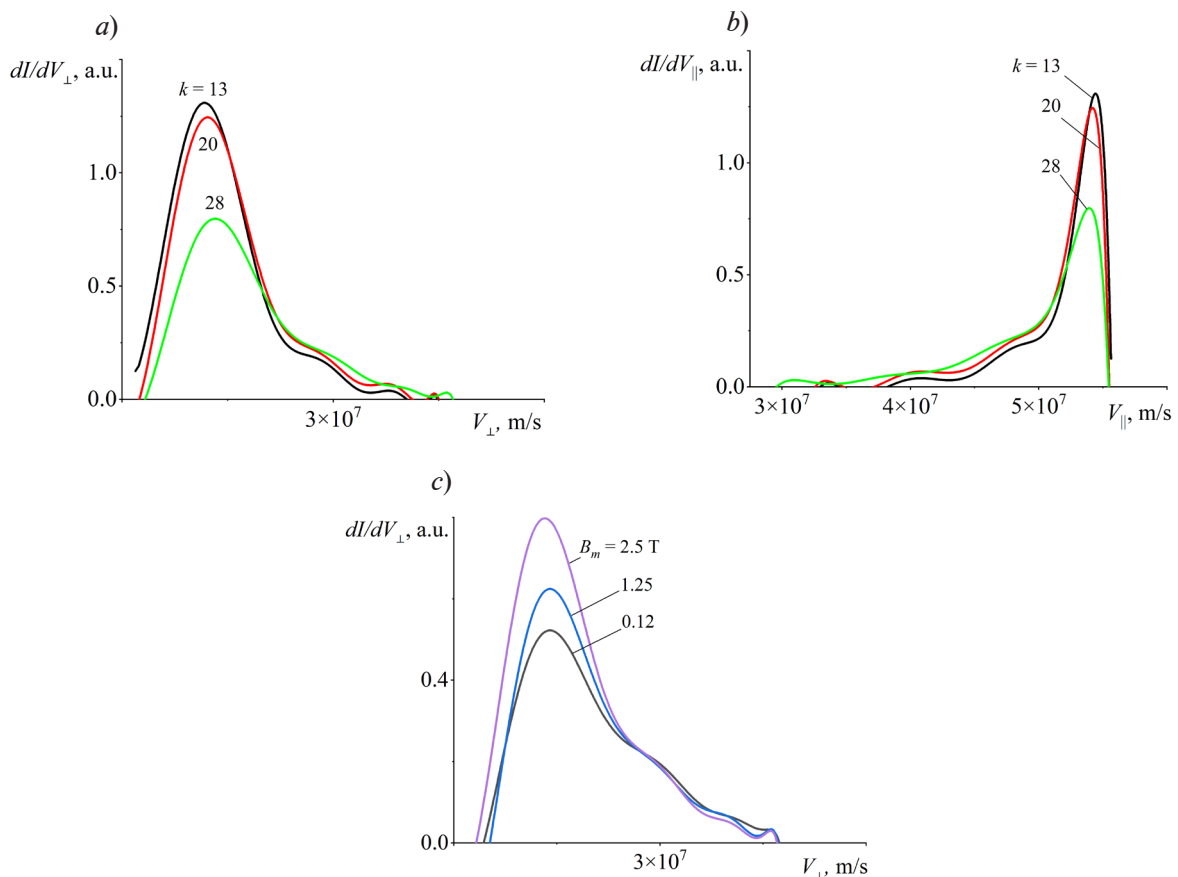 a)
dI/dV⊥, a.u.
k = 13
20
28
1.0
0.5
0.0
3×10⁷
V⊥, m/s
b)
dI/dV∥, a.u.
k = 13
20
28
1.0
0.5
0.0
3×10⁷
4×10⁷
5×10⁷
V∥, m/s
c)
dI/dV⊥, a.u.
Bₘ = 2.5 T
1.25
0.12
0.4
0.0
3×10⁷
V⊥, m/s